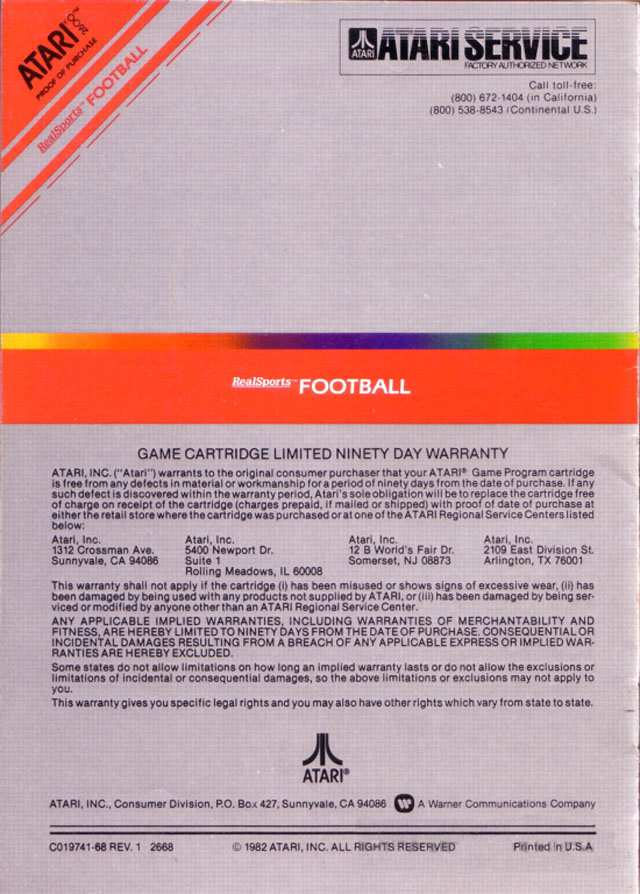 ATARI 2600™
PROOF OF PURCHASE
RealSports™ FOOTBALL
ATARI
ATARI SERVICE
FACTORY AUTHORIZED NETWORK
Call toll-free:
(800) 672-1404 (in California)
(800) 538-8543 (Continental U.S.)
RealSports™ FOOTBALL
GAME CARTRIDGE LIMITED NINETY DAY WARRANTY
ATARI, INC. ("Atari") warrants to the original consumer purchaser that your ATARI® Game Program cartridge
is free from any defects in material or workmanship for a period of ninety days from the date of purchase. If any
such defect is discovered within the warranty period, Atari's sole obligation will be to replace the cartridge free
of charge on receipt of the cartridge (charges prepaid, if mailed or shipped) with proof of date of purchase at
either the retail store where the cartridge was purchased or at one of the ATARI Regional Service Centers listed
below:
Atari, Inc.
1312 Crossman Ave.
Sunnyvale, CA 94086
Atari, Inc.
5400 Newport Dr.
Suite 1
Rolling Meadows, IL 60008
Atari, Inc.
12 B World's Fair Dr.
Somerset, NJ 08873
Atari, Inc.
2109 East Division St.
Arlington, TX 76001
This warranty shall not apply if the cartridge (i) has been misused or shows signs of excessive wear, (ii) has
been damaged by being used with any products not supplied by ATARI, or (iii) has been damaged by being ser-
viced or modified by anyone other than an ATARI Regional Service Center.
ANY APPLICABLE IMPLIED WARRANTIES, INCLUDING WARRANTIES OF MERCHANTABILITY AND
FITNESS, ARE HEREBY LIMITED TO NINETY DAYS FROM THE DATE OF PURCHASE. CONSEQUENTIAL OR
INCIDENTAL DAMAGES RESULTING FROM A BREACH OF ANY APPLICABLE EXPRESS OR IMPLIED WAR-
RANTIES ARE HEREBY EXCLUDED.
Some states do not allow limitations on how long an implied warranty lasts or do not allow the exclusions or
limitations of incidental or consequential damages, so the above limitations or exclusions may not apply to
you.
This warranty gives you specific legal rights and you may also have other rights which vary from state to state.
ATARI®
ATARI, INC., Consumer Division, P.O. Box 427, Sunnyvale, CA 94086 A Warner Communications Company
C019741-68 REV. 1 2668 © 1982 ATARI, INC. ALL RIGHTS RESERVED Printed in U.S.A